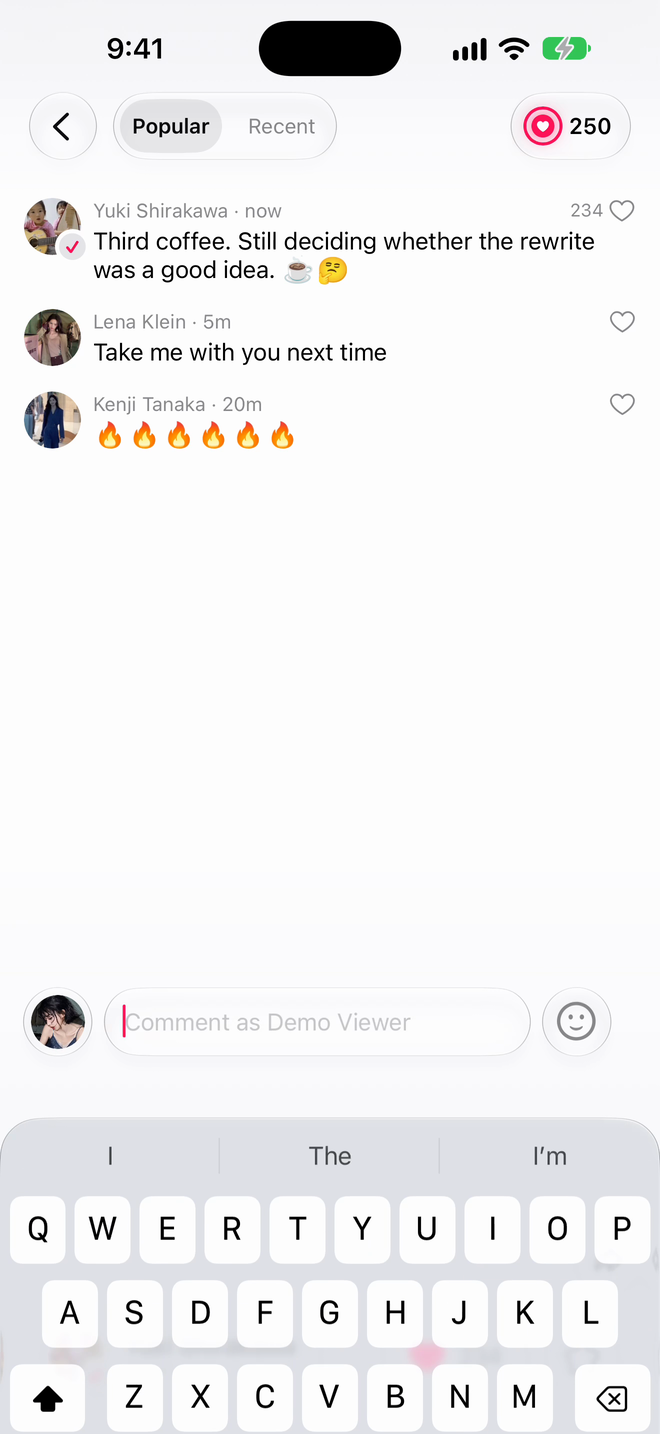 9:41
Popular
Recent
250
Yuki Shirakawa · now
234
Third coffee. Still deciding whether the rewrite
was a good idea. ☕🤔
Lena Klein · 5m
Take me with you next time
Kenji Tanaka · 20m
🔥🔥🔥🔥🔥🔥
Comment as Demo Viewer
I
The
I'm
Q W E R T Y U I O P
A S D F G H J K L
Z X C V B N M